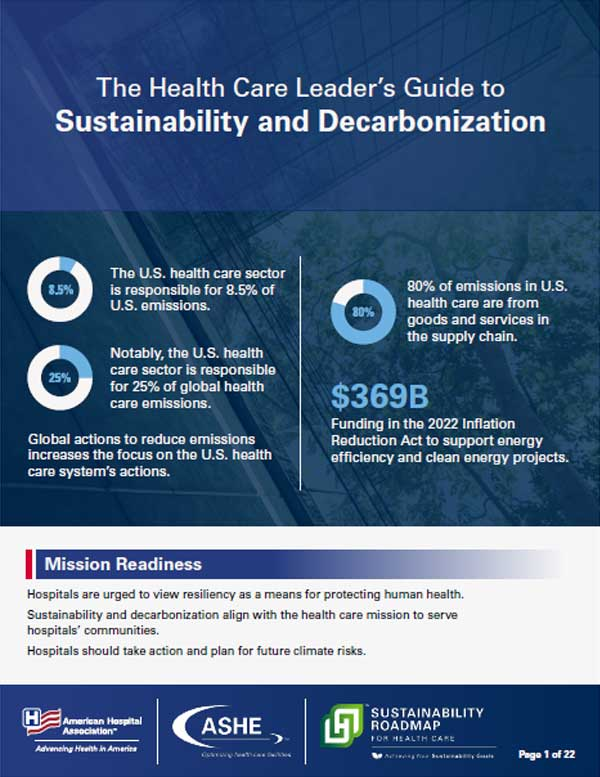 The Health Care Leader's Guide to
Sustainability and Decarbonization
8.5%
The U.S. health care sector
is responsible for 8.5% of
U.S. emissions.
25%
Notably, the U.S. health
care sector is responsible
for 25% of global health
care emissions.
Global actions to reduce emissions
increases the focus on the U.S. health
care system's actions.
80%
80% of emissions in U.S.
health care are from
goods and services in
the supply chain.
$369B
Funding in the 2022 Inflation
Reduction Act to support energy
efficiency and clean energy projects.
Mission Readiness
Hospitals are urged to view resiliency as a means for protecting human health.
Sustainability and decarbonization align with the health care mission to serve
hospitals' communities.
Hospitals should take action and plan for future climate risks.
H
American Hospital
Association™
Advancing Health in America
ASHE
Optimizing health care facilities
SUSTAINABILITY
ROADMAP
FOR HEALTH CARE
Achieving Your Sustainability Goals
Page 1 of 22